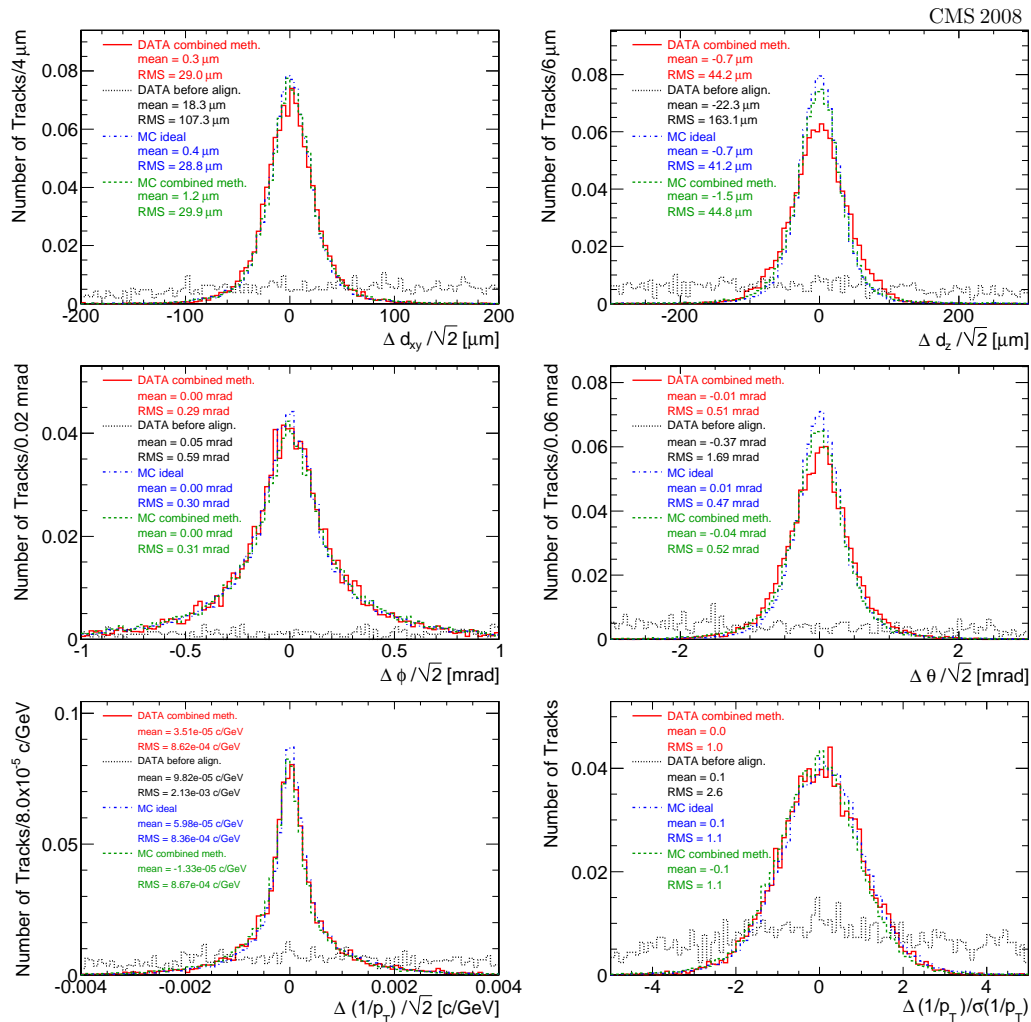 CMS 2008
Number of Tracks/4 μm
0.08
0.06
0.04
0.02
0
DATA combined meth.
mean = 0.3 μm
RMS = 29.0 μm
DATA before align.
mean = 18.3 μm
RMS = 107.3 μm
MC ideal
mean = 0.4 μm
RMS = 28.8 μm
MC combined meth.
mean = 1.2 μm
RMS = 29.9 μm
-200 -100 0 100 200
Δ d_xy /√2 [μm]
Number of Tracks/6 μm
0.08
0.06
0.04
0.02
0
DATA combined meth.
mean = -0.7 μm
RMS = 44.2 μm
DATA before align.
mean = -22.3 μm
RMS = 163.1 μm
MC ideal
mean = -0.7 μm
RMS = 41.2 μm
MC combined meth.
mean = -1.5 μm
RMS = 44.8 μm
-200 0 200
Δ d_z /√2 [μm]
Number of Tracks/0.02 mrad
0.04
0.02
0
DATA combined meth.
mean = 0.00 mrad
RMS = 0.29 mrad
DATA before align.
mean = 0.05 mrad
RMS = 0.59 mrad
MC ideal
mean = 0.00 mrad
RMS = 0.30 mrad
MC combined meth.
mean = 0.00 mrad
RMS = 0.31 mrad
-1 -0.5 0 0.5 1
Δ ϕ /√2 [mrad]
Number of Tracks/0.06 mrad
0.08
0.06
0.04
0.02
0
DATA combined meth.
mean = -0.01 mrad
RMS = 0.51 mrad
DATA before align.
mean = -0.37 mrad
RMS = 1.69 mrad
MC ideal
mean = 0.01 mrad
RMS = 0.47 mrad
MC combined meth.
mean = -0.04 mrad
RMS = 0.52 mrad
-2 0 2
Δ θ /√2 [mrad]
Number of Tracks/8.0x10⁻⁵ c/GeV
0.1
0.05
0
DATA combined meth.
mean = 3.51e-05 c/GeV
RMS = 8.62e-04 c/GeV
DATA before align.
mean = 9.82e-05 c/GeV
RMS = 2.13e-03 c/GeV
MC ideal
mean = 5.98e-05 c/GeV
RMS = 8.36e-04 c/GeV
MC combined meth.
mean = -1.33e-05 c/GeV
RMS = 8.67e-04 c/GeV
-0.004 -0.002 0 0.002 0.004
Δ (1/p_T) /√2 [c/GeV]
Number of Tracks
0.04
0.02
0
DATA combined meth.
mean = 0.0
RMS = 1.0
DATA before align.
mean = 0.1
RMS = 2.6
MC ideal
mean = 0.1
RMS = 1.1
MC combined meth.
mean = -0.1
RMS = 1.1
-4 -2 0 2 4
Δ (1/p_T)/σ(1/p_T)